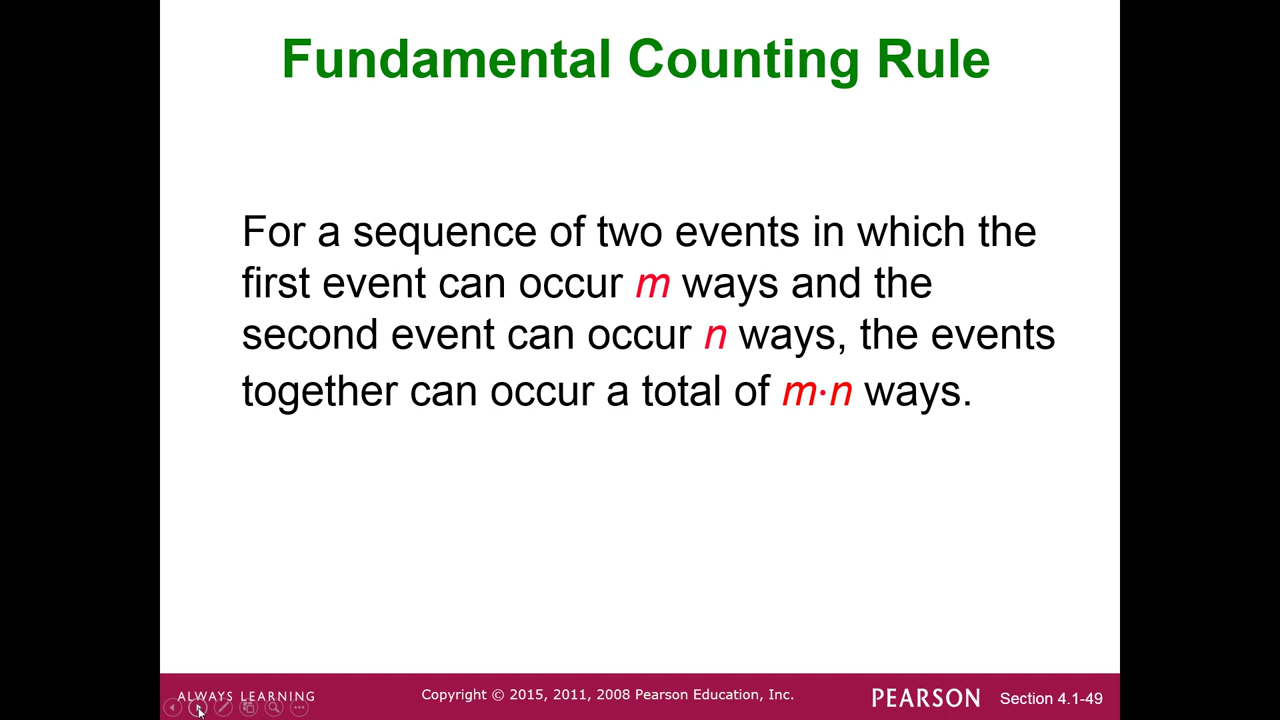 Fundamental Counting Rule
For a sequence of two events in which the
first event can occur m ways and the
second event can occur n ways, the events
together can occur a total of m·n ways.
ALWAYS LEARNING
Copyright © 2015, 2011, 2008 Pearson Education, Inc.
PEARSON
Section 4.1-49